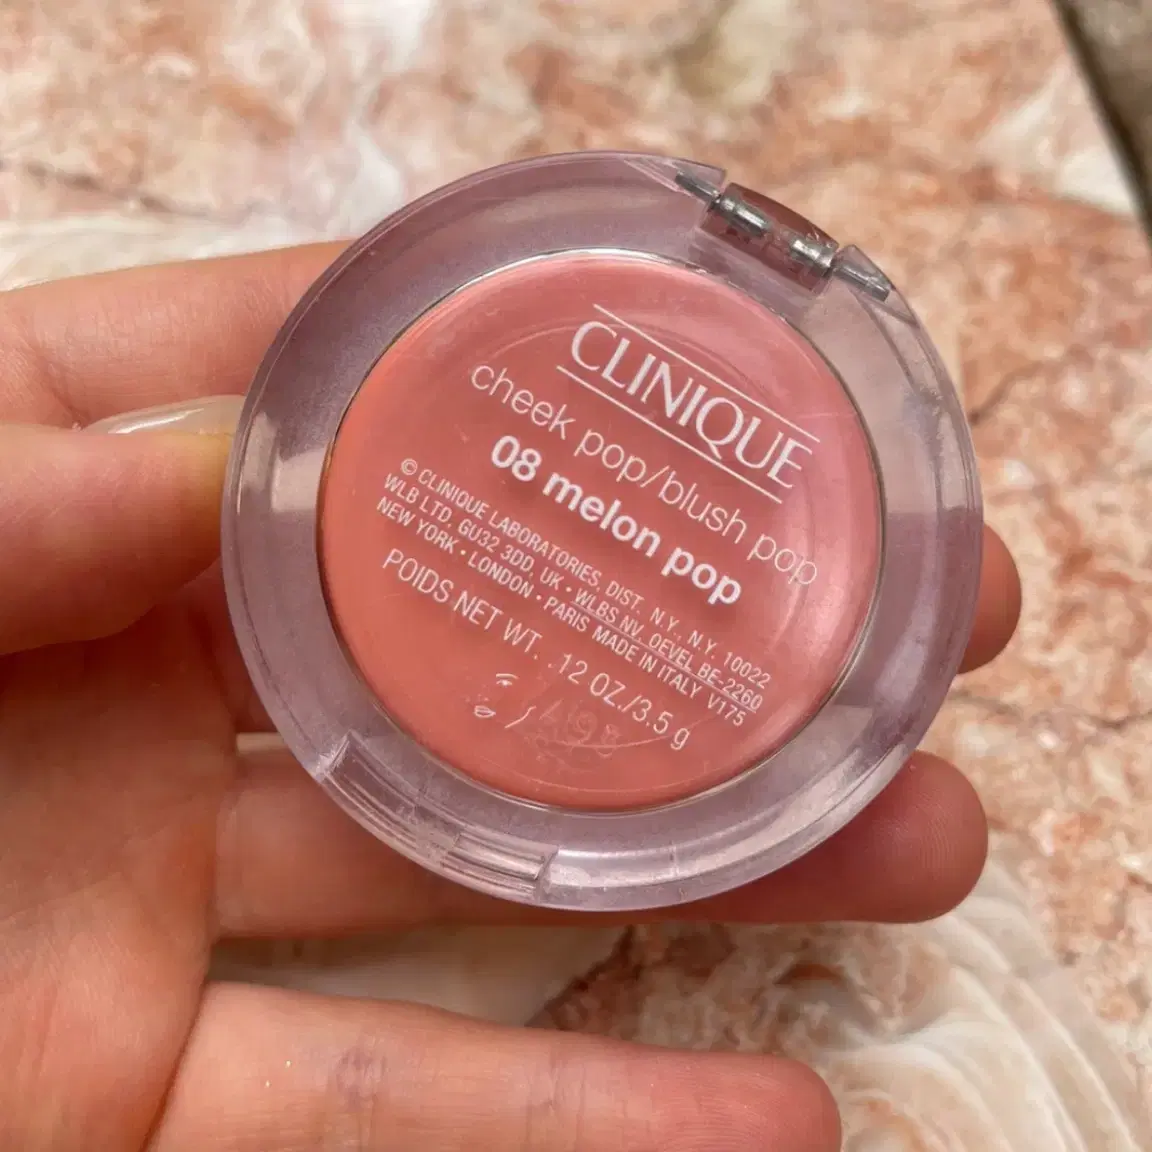 CLINIQUE
cheek pop/blush pop
08 melon pop
© CLINIQUE LABORATORIES, DIST. N.Y., N.Y. 10022
WLB LTD, GU32 3DD, UK • WLBS NV, OEVEL BE-2260
NEW YORK • LONDON • PARIS MADE IN ITALY V175
POIDS NET WT. .12 OZ./3.5 g